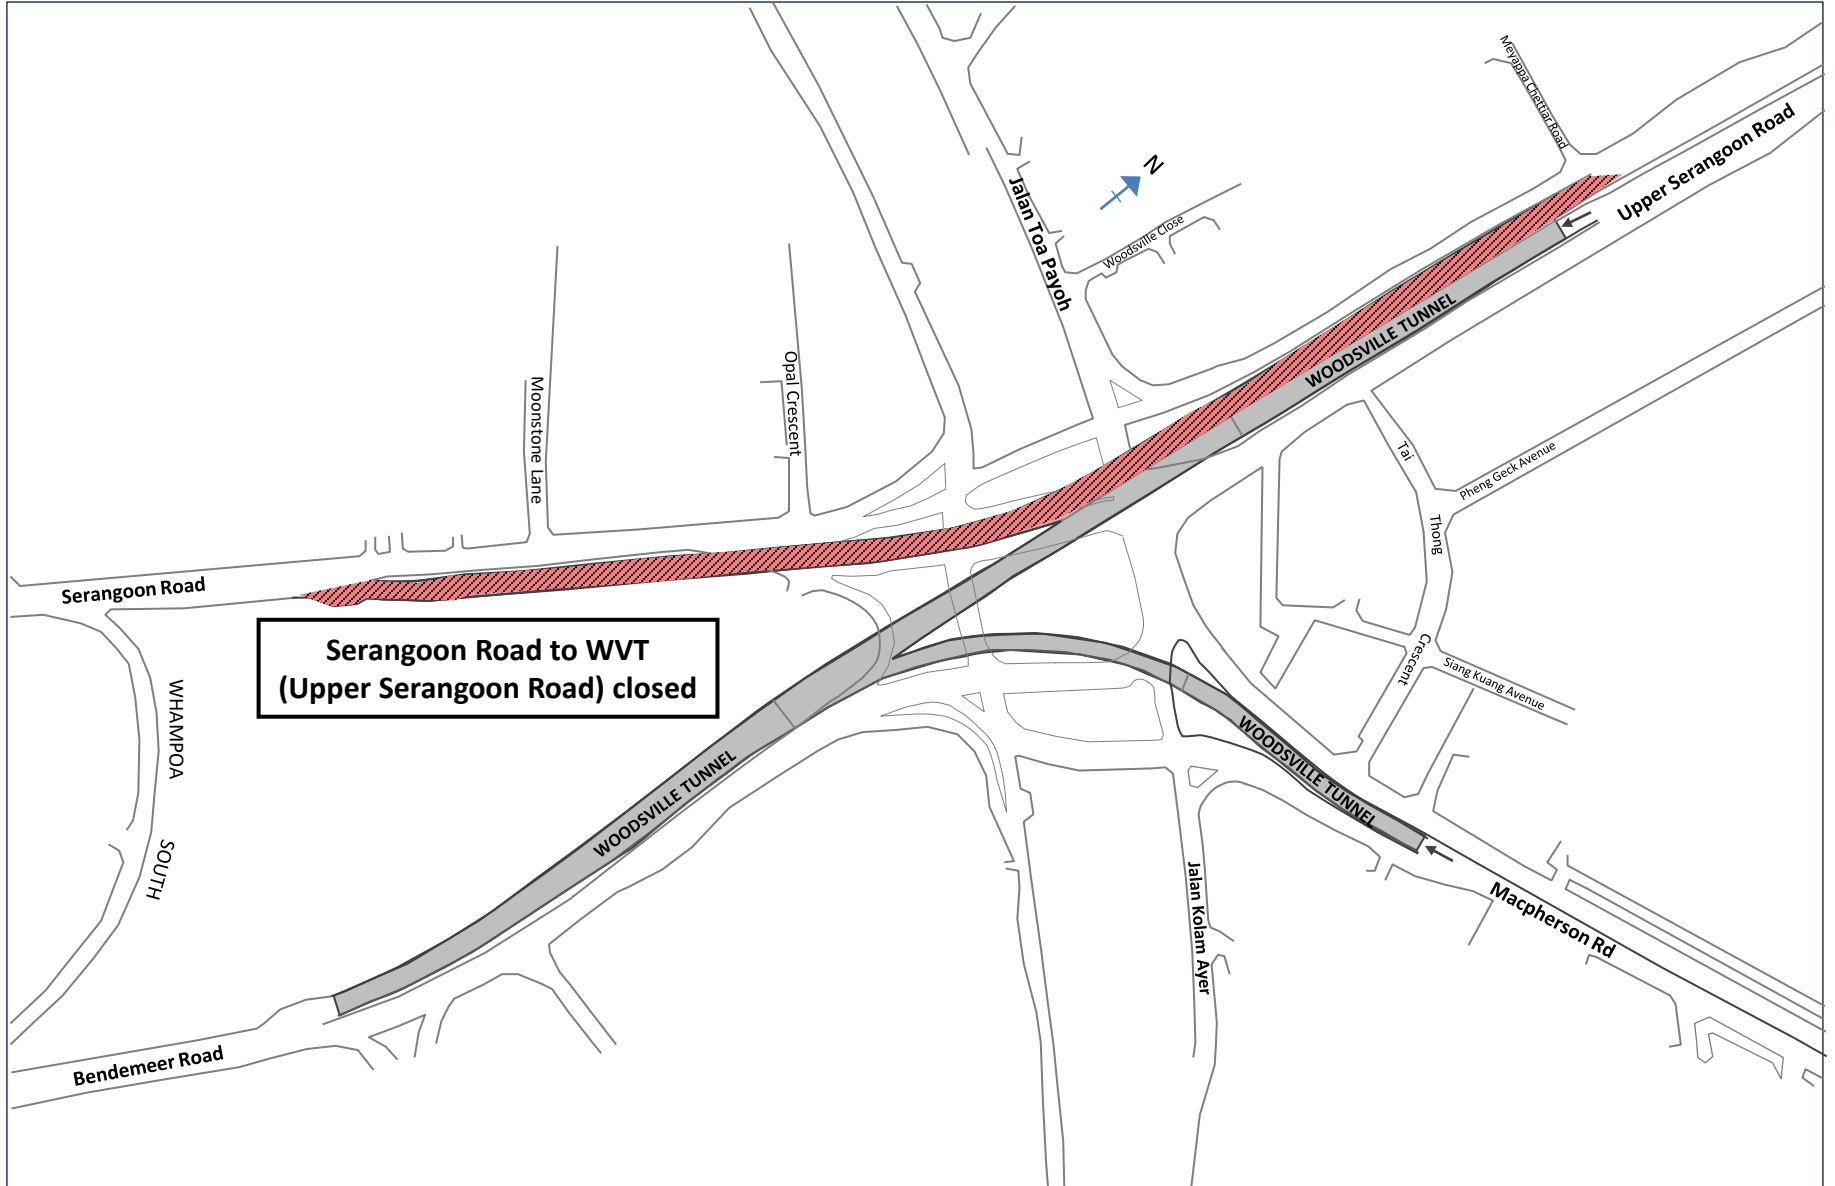 Meyappa Chettiar Road
Upper Serangoon Road
N
Jalan Toa Payoh
Woodsville Close
WOODSVILLE TUNNEL
Opal Crescent
Moonstone Lane
Tai
Thong
Crescent
Pheng Geck Avenue
Siang Kuang Avenue
Serangoon Road
Serangoon Road to WVT
(Upper Serangoon Road) closed
WHAMPOA
SOUTH
WOODSVILLE TUNNEL
WOODSVILLE TUNNEL
Jalan Kolam Ayer
Macpherson Rd
Bendemeer Road